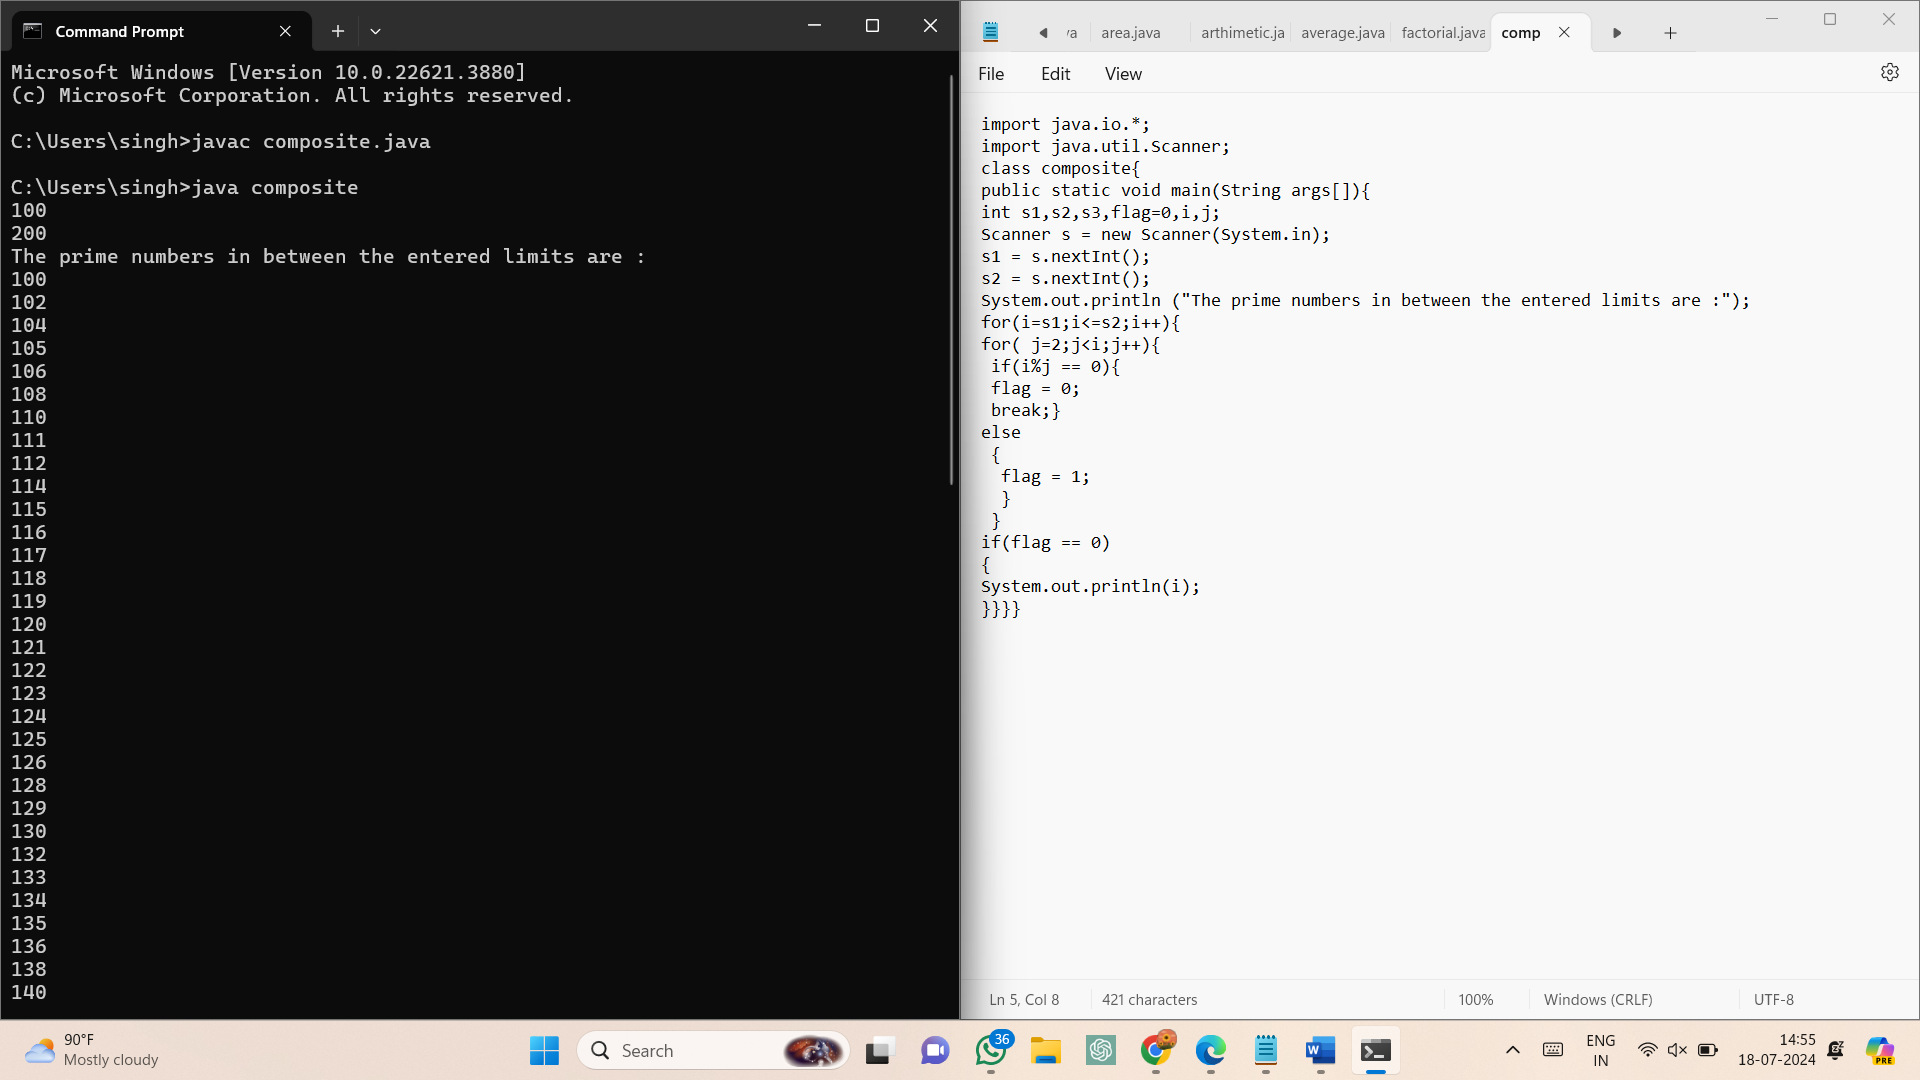 Command Prompt
Microsoft Windows [Version 10.0.22621.3880]
(c) Microsoft Corporation. All rights reserved.
C:\Users\singh>javac composite.java
C:\Users\singh>java composite
100
200
The prime numbers in between the entered limits are :
100
102
104
105
106
108
110
111
112
114
115
116
117
118
119
120
121
122
123
124
125
126
128
129
130
132
133
134
135
136
138
140
va area.java arthimetic.ja average.java factorial.java comp
File Edit View
import java.io.*;
import java.util.Scanner;
class composite{
public static void main(String args[]){
int s1,s2,s3,flag=0,i,j;
Scanner s = new Scanner(System.in);
s1 = s.nextInt();
s2 = s.nextInt();
System.out.println ("The prime numbers in between the entered limits are :");
for(i=s1;i<=s2;i++){
for( j=2;j<i;j++){
if(i%j == 0){
flag = 0;
break;}
else
{
flag = 1;
}
}
if(flag == 0)
{
System.out.println(i);
}}}}
Ln 5, Col 8 421 characters 100% Windows (CRLF) UTF-8
90°F
Mostly cloudy
Search
36
W
ENG
IN
14:55
18-07-2024
PRE